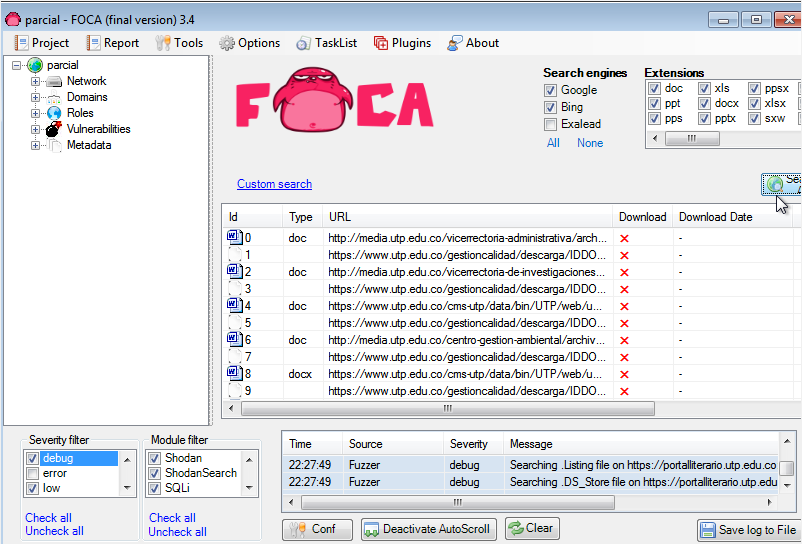 parcial - FOCA (final version) 3.4
Project Report Tools Options TaskList Plugins About
parcial
Network
Domains
Roles
Vulnerabilities
Metadata
FOCA
Search engines
Google
Bing
Exalead
All None
Extensions
doc xls ppsx
ppt docx xlsx
pps pptx sxw
Custom search
Id Type URL Download Download Date
0 doc http://media.utp.edu.co/vicerrectoria-administrativa/arch... x -
1 https://www.utp.edu.co/gestioncalidad/descarga/IDDO... x -
2 doc http://media.utp.edu.co/vicerrectoria-de-investigaciones... x -
3 https://www.utp.edu.co/gestioncalidad/descarga/IDDO... x -
4 doc https://www.utp.edu.co/cms-utp/data/bin/UTP/web/u... x -
5 https://www.utp.edu.co/gestioncalidad/descarga/IDDO... x -
6 doc http://media.utp.edu.co/centro-gestion-ambiental/archiv... x -
7 https://www.utp.edu.co/gestioncalidad/descarga/IDDO... x -
8 docx https://www.utp.edu.co/cms-utp/data/bin/UTP/web/u... x -
9 https://www.utp.edu.co/gestioncalidad/descarga/IDDO... x -
Severity filter
debug
error
low
Check all
Uncheck all
Module filter
Shodan
ShodanSearch
SQLi
Check all
Uncheck all
Time Source Severity Message
22:27:49 Fuzzer debug Searching .Listing file on https://portalliterario.utp.edu.co
22:27:49 Fuzzer debug Searching .DS_Store file on https://portalliterario.utp.edu
Conf Deactivate AutoScroll Clear Save log to File